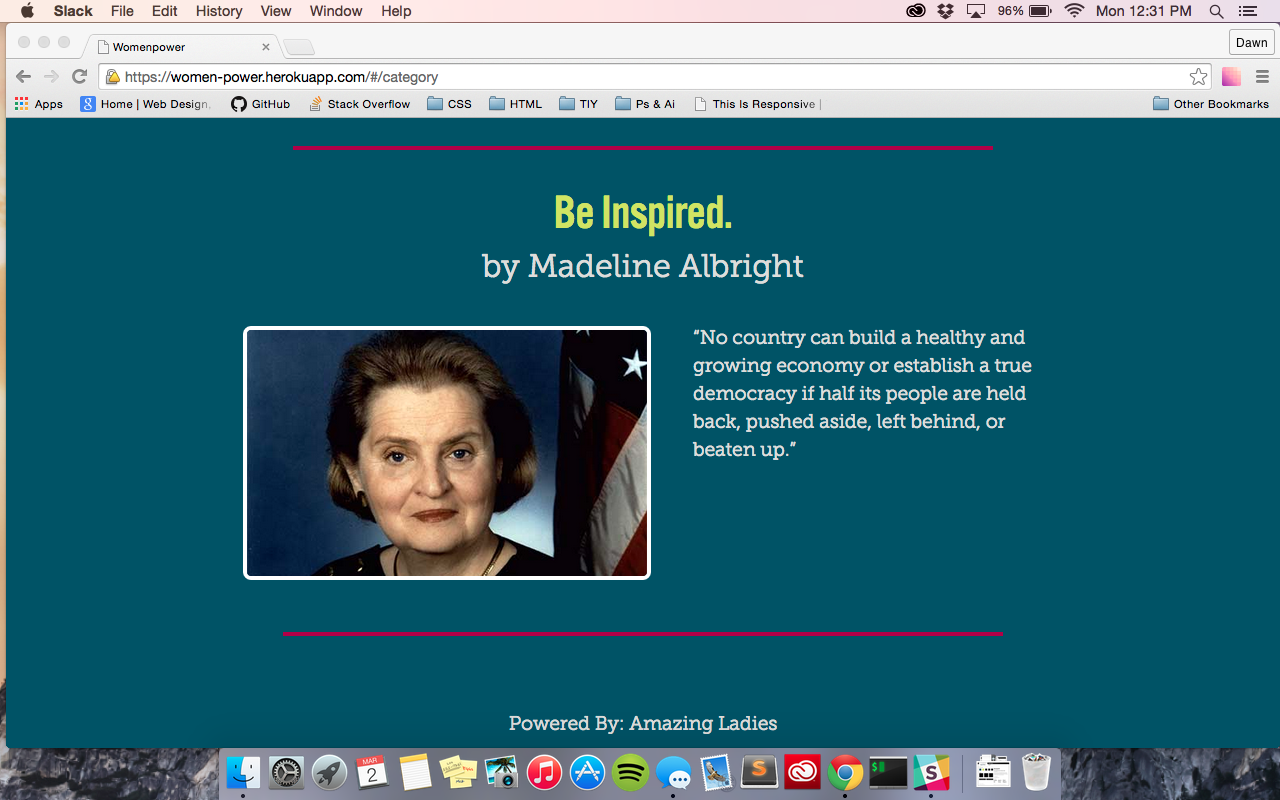 Slack File Edit History View Window Help 96% Mon 12:31 PM
Womenpower Dawn
https://women-power.herokuapp.com/#/category
Apps Home | Web Design, GitHub Stack Overflow CSS HTML TIY Ps & Ai This Is Responsive | Other Bookmarks
Be Inspired.
by Madeline Albright
“No country can build a healthy and
growing economy or establish a true
democracy if half its people are held
back, pushed aside, left behind, or
beaten up.”
Powered By: Amazing Ladies
MAR
2